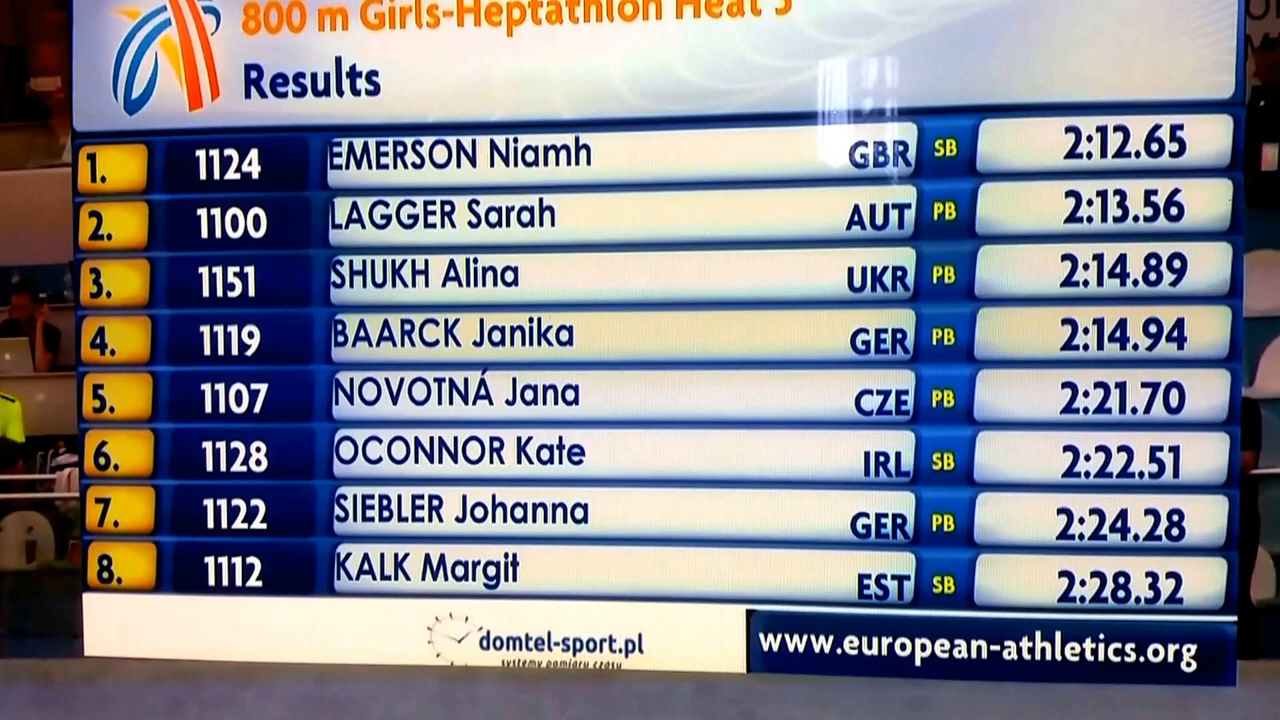 800 m Girls-Heptathlon Heat 3
Results
1. 1124 EMERSON Niamh GBR SB 2:12.65
2. 1100 LAGGER Sarah AUT PB 2:13.56
3. 1151 SHUKH Alina UKR PB 2:14.89
4. 1119 BAARCK Janika GER PB 2:14.94
5. 1107 NOVOTNÁ Jana CZE PB 2:21.70
6. 1128 OCONNOR Kate IRL SB 2:22.51
7. 1122 SIEBLER Johanna GER PB 2:24.28
8. 1112 KALK Margit EST SB 2:28.32
domtel-sport.pl
systemy pomiaru czasu
www.european-athletics.org